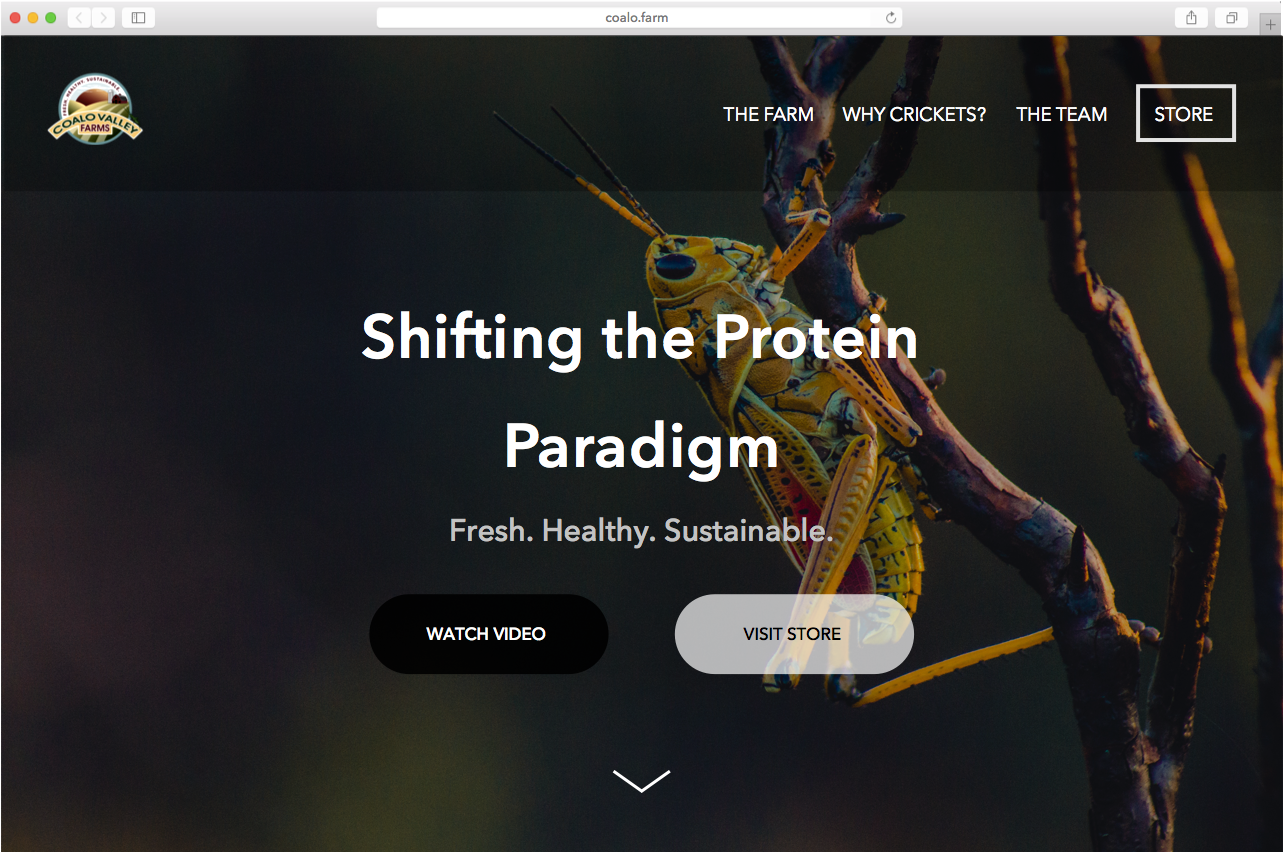 coalo.farm
FRESH. HEALTHY. SUSTAINABLE.
COALO VALLEY
FARMS
THE FARM WHY CRICKETS? THE TEAM STORE
Shifting the Protein
Paradigm
Fresh. Healthy. Sustainable.
WATCH VIDEO VISIT STORE